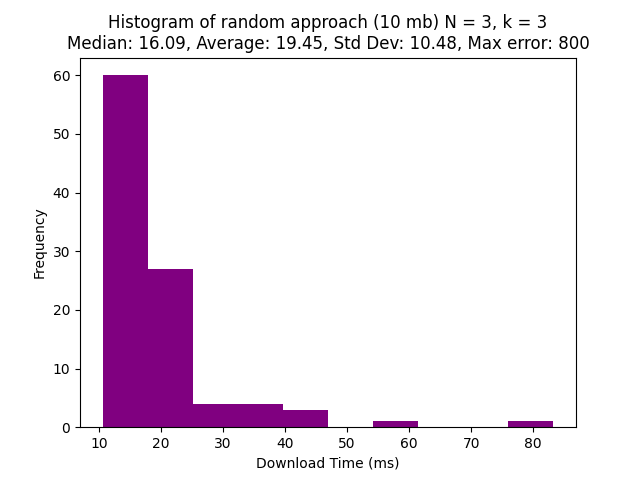 Histogram of random approach (10 mb) N = 3, k = 3
Median: 16.09, Average: 19.45, Std Dev: 10.48, Max error: 800
60
50
40
30
20
10
0
Frequency
10 20 30 40 50 60 70 80
Download Time (ms)